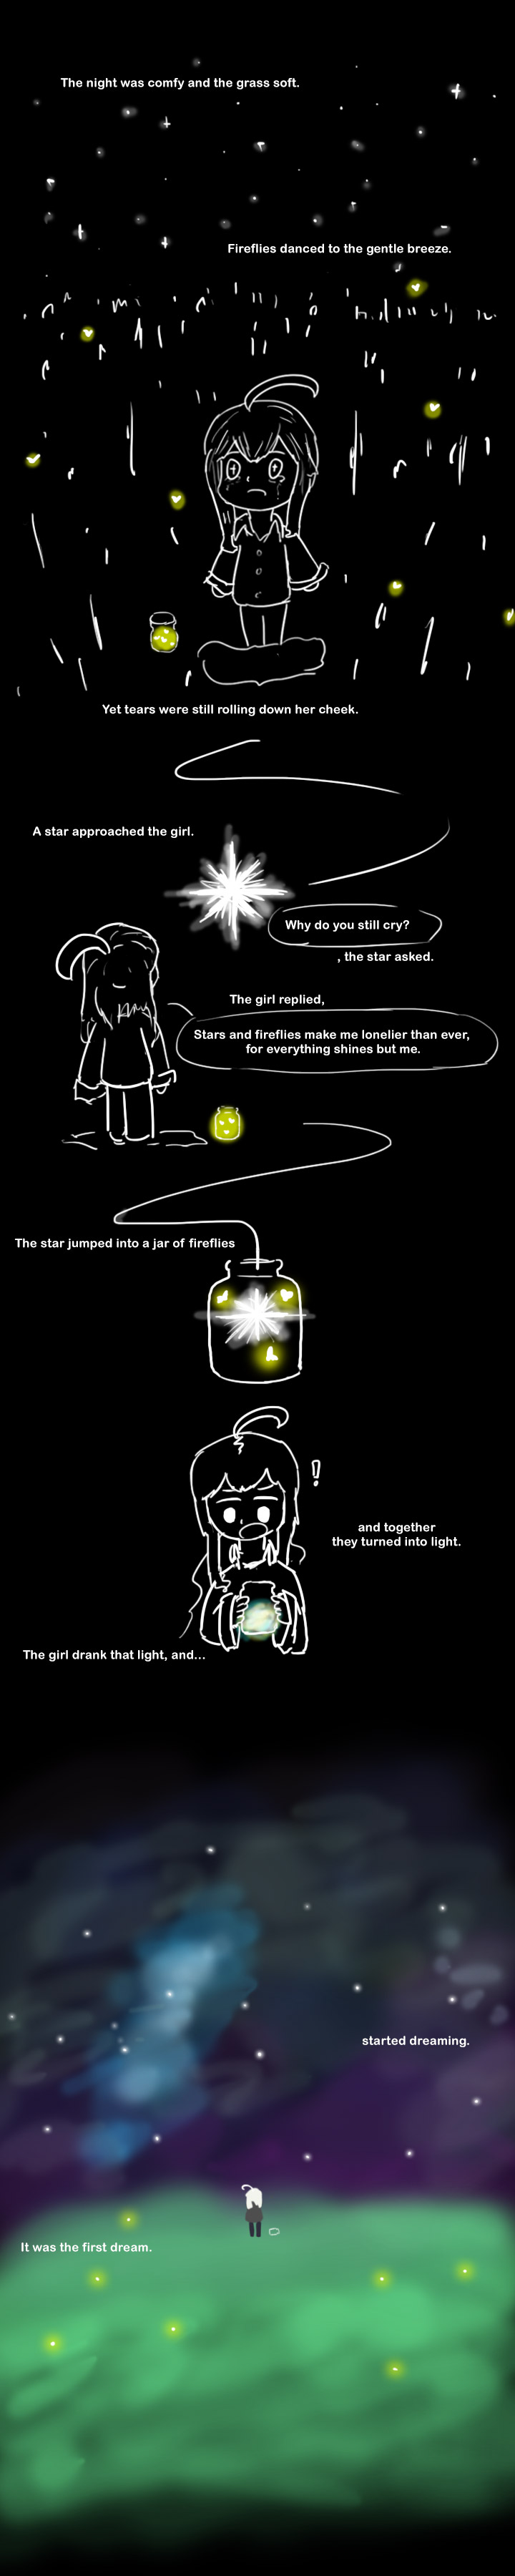 The night was comfy and the grass soft.
Fireflies danced to the gentle breeze.
Yet tears were still rolling down her cheek.
A star approached the girl.
Why do you still cry?
, the star asked.
The girl replied,
Stars and fireflies make me lonelier than ever,
for everything shines but me.
The star jumped into a jar of fireflies
!
and together
they turned into light.
The girl drank that light, and...
started dreaming.
It was the first dream.